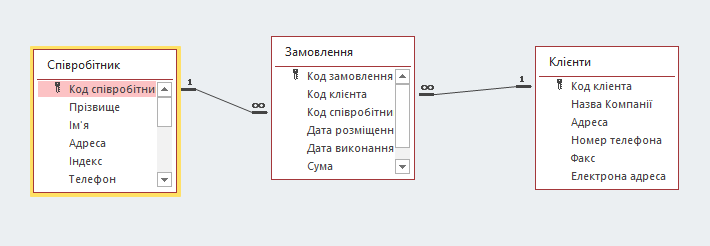 Співробітник
Код співробітни
Прізвище
Ім'я
Адреса
Індекс
Телефон
1
∞
Замовлення
Код замовлення
Код клієнта
Код співробітни
Дата розміщенн
Дата виконання
Сума
∞
1
Клієнти
Код клієнта
Назва Компанії
Адреса
Номер телефона
Факс
Електрона адреса